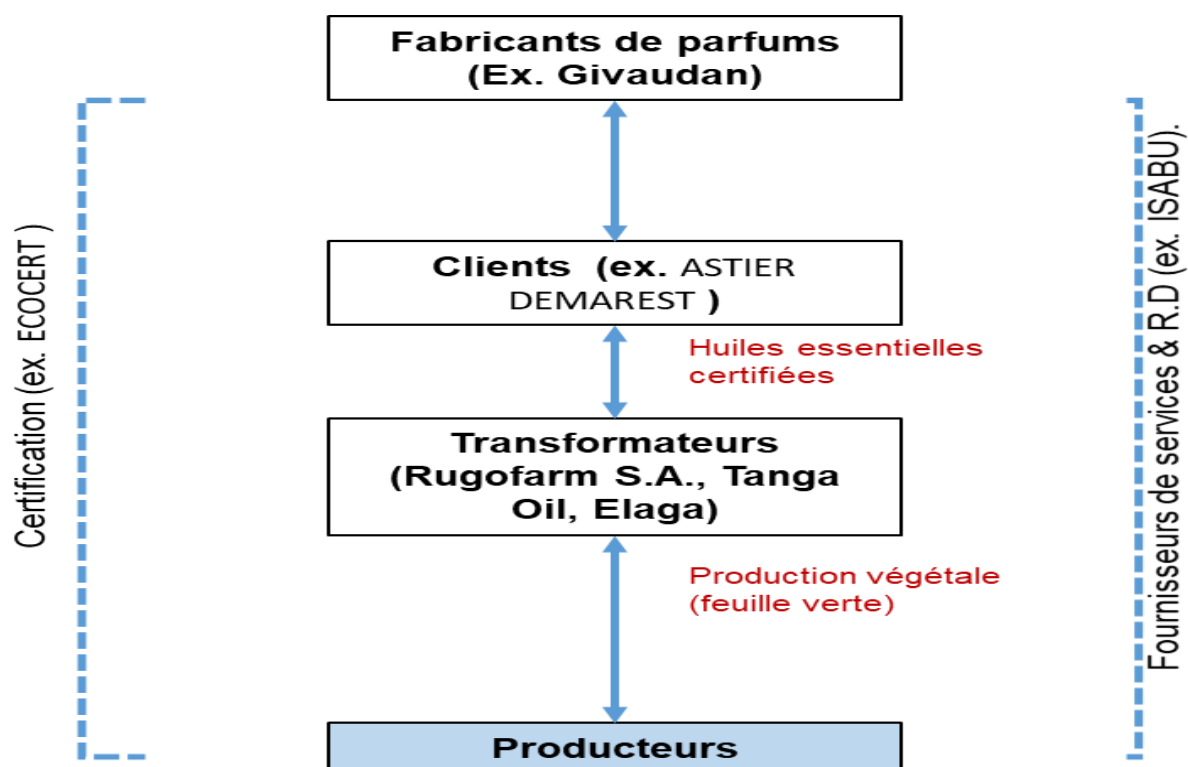 Fabricants de parfums
(Ex. Givaudan)
Certification (ex. ECOCERT )
Fournisseurs de services & R.D (ex. ISABU).
Clients (ex. ASTIER
DEMAREST )
Huiles essentielles
certifiées
Transformateurs
(Rugofarm S.A., Tanga
Oil, Elaga)
Production végétale
(feuille verte)
Producteurs